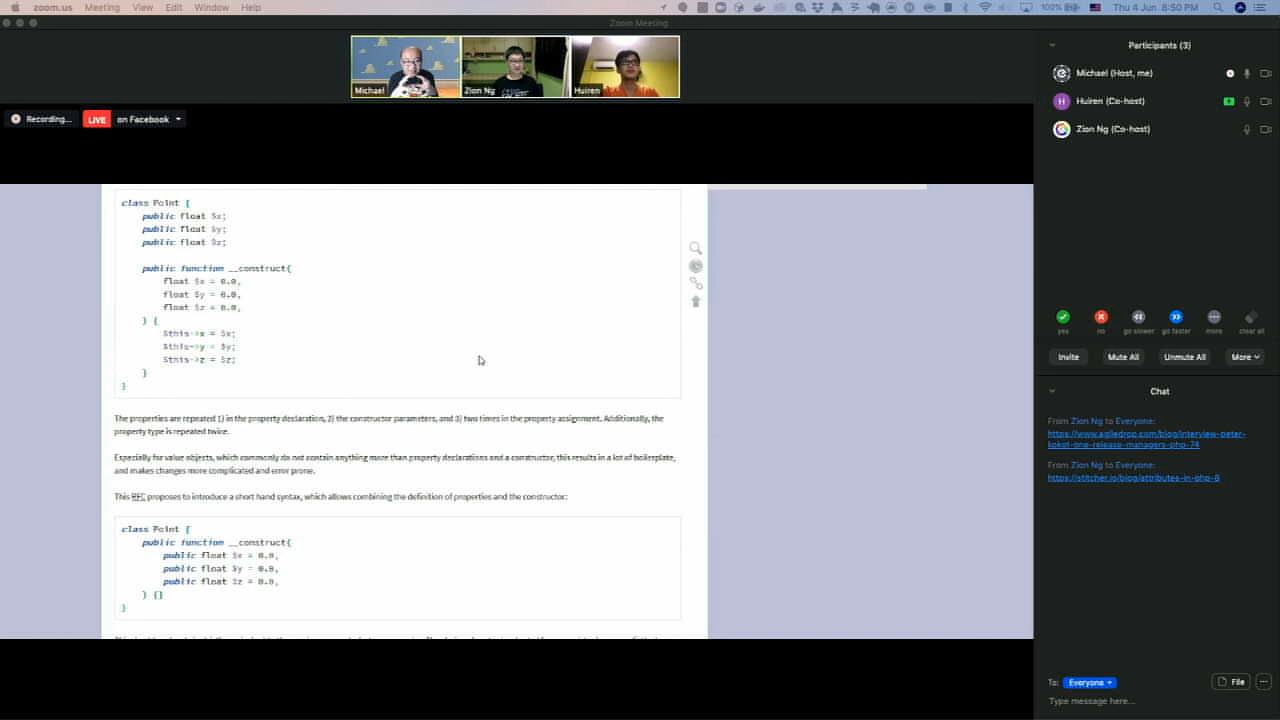 zoom.us Meeting View Edit Window Help
100% Thu 4 Jun 8:50 PM
Zoom Meeting
Michael
Zion Ng
Huiren
Recording...
LIVE on Facebook
class Point {
public float $x;
public float $y;
public float $z;
public function __construct(
float $x = 0.0,
float $y = 0.0,
float $z = 0.0,
) {
$this->x = $x;
$this->y = $y;
$this->z = $z;
}
}
The properties are repeated 1) in the property declaration, 2) the constructor parameters, and 3) two times in the property assignment. Additionally, the
property type is repeated twice.
Especially for value objects, which commonly do not contain anything more than property declarations and a constructor, this results in a lot of boilerplate,
and makes changes more complicated and error prone.
This RFC proposes to introduce a short hand syntax, which allows combining the definition of properties and the constructor:
class Point {
public function __construct(
public float $x = 0.0,
public float $y = 0.0,
public float $z = 0.0,
) {}
}
Participants (3)
Michael (Host, me)
H Huiren (Co-host)
Zion Ng (Co-host)
yes no go slower go faster more clear all
Invite Mute All Unmute All More
Chat
From Zion Ng to Everyone:
https://www.agiledrop.com/blog/interview-peter-
kokot-one-release-managers-php-74
From Zion Ng to Everyone:
https://stitcher.io/blog/attributes-in-php-8
To: Everyone File
Type message here...